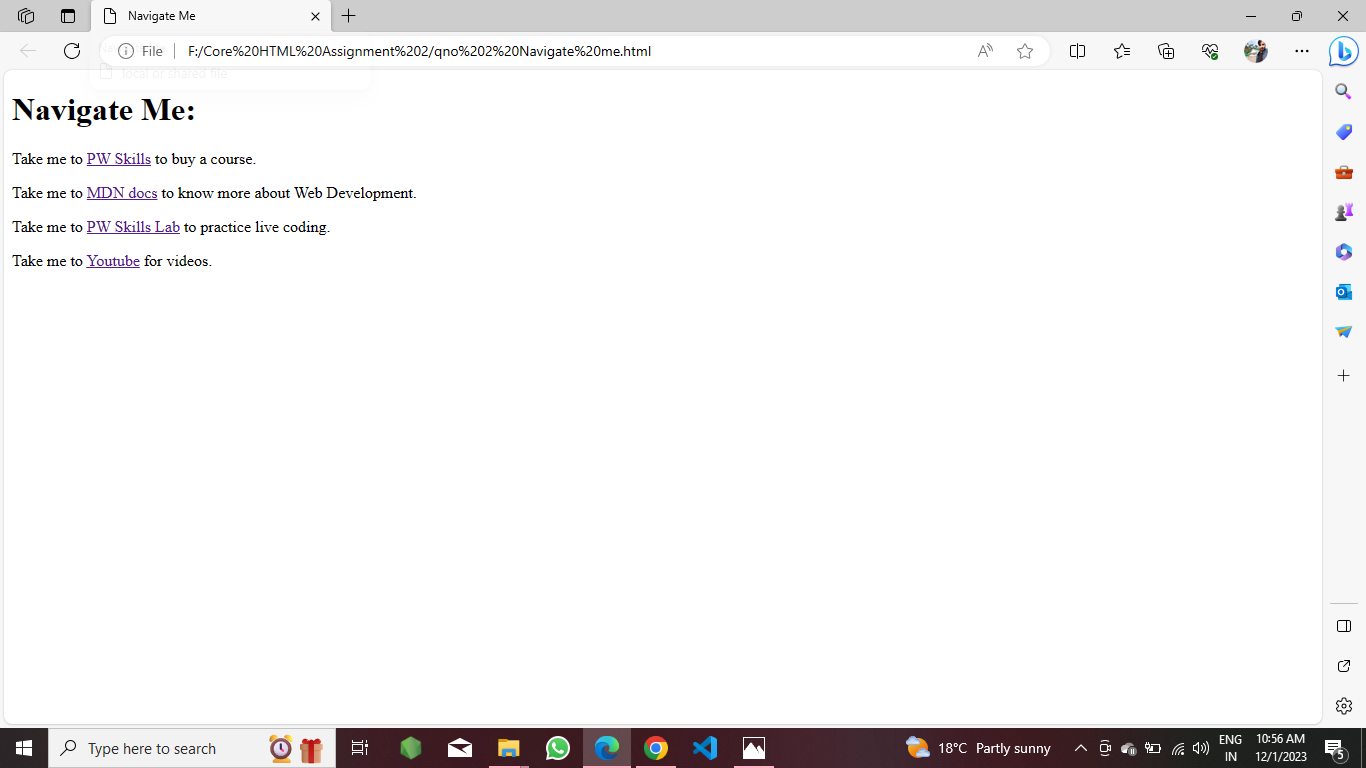 Navigate Me
File
F:/Core%20HTML%20Assignment%202/qno%202%20Navigate%20me.html
local or shared file
Navigate Me:
Take me to PW Skills to buy a course.
Take me to MDN docs to know more about Web Development.
Take me to PW Skills Lab to practice live coding.
Take me to Youtube for videos.
Type here to search
18°C Partly sunny
ENG
IN
10:56 AM
12/1/2023
5